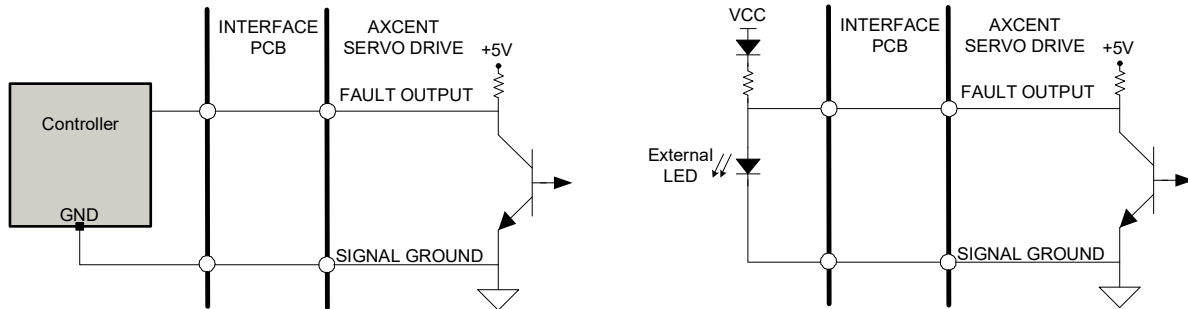 INTERFACE
PCB
AXCENT
SERVO DRIVE
+5V
FAULT OUTPUT
Controller
GND
SIGNAL GROUND
VCC
INTERFACE
PCB
AXCENT
SERVO DRIVE
+5V
FAULT OUTPUT
External
LED
SIGNAL GROUND